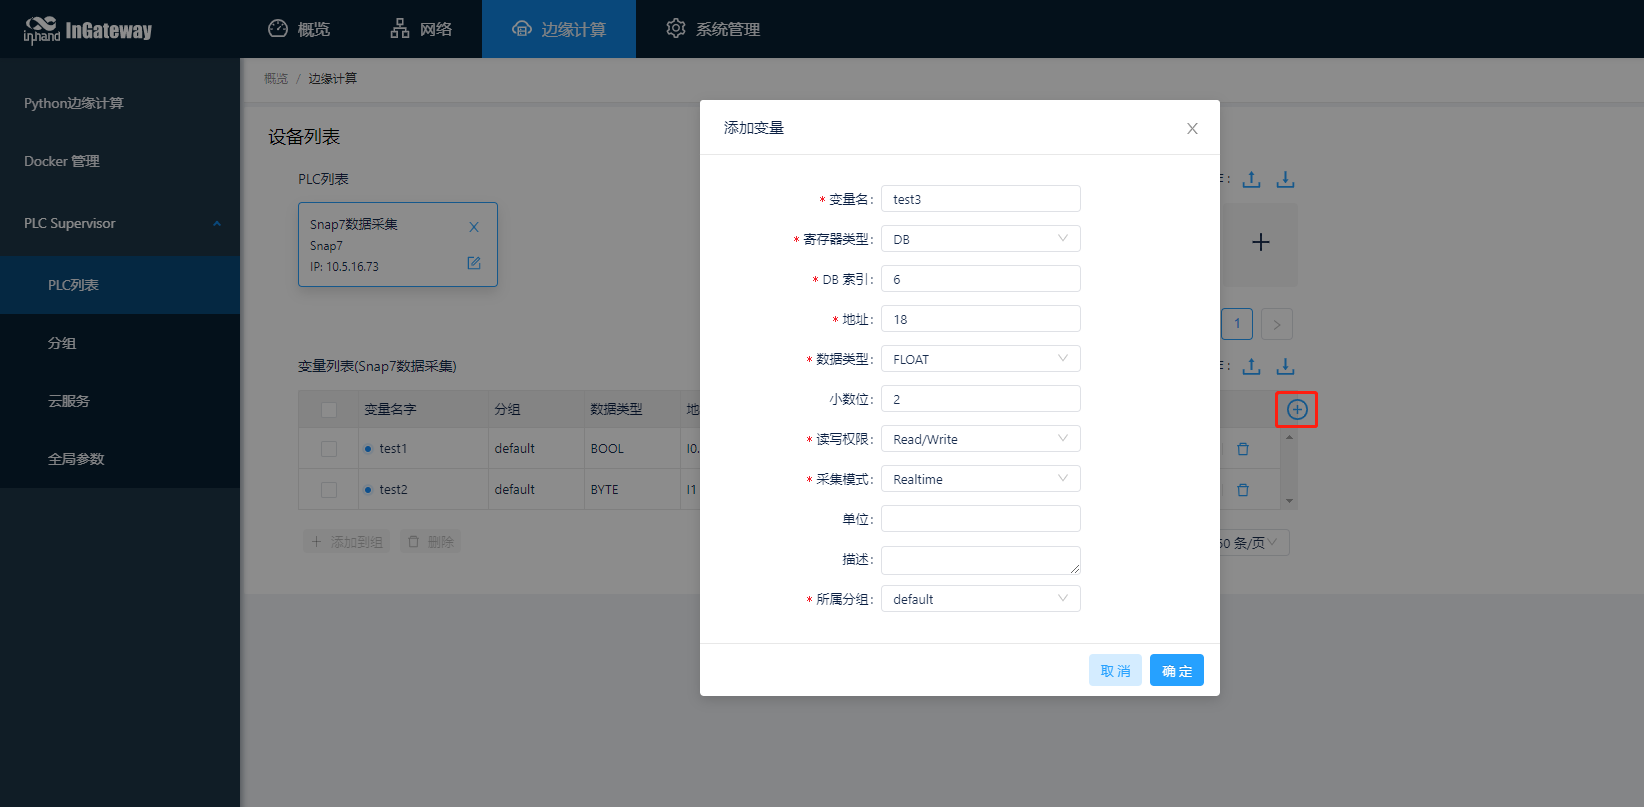 inhand InGateway
概览
网络
边缘计算
系统管理
Python边缘计算
Docker 管理
PLC Supervisor
PLC列表
分组
云服务
全局参数
概览 / 边缘计算
设备列表
PLC列表
Snap7数据采集
Snap7
IP: 10.5.16.73
1
变量列表(Snap7数据采集)
变量名字 分组 数据类型 地
test1 default BOOL I0.
test2 default BYTE I1
添加到组 删除
50 条/页
添加变量
* 变量名: test3
* 寄存器类型: DB
* DB 索引: 6
* 地址: 18
* 数据类型: FLOAT
小数位: 2
* 读写权限: Read/Write
* 采集模式: Realtime
单位:
描述:
* 所属分组: default
取 消
确 定